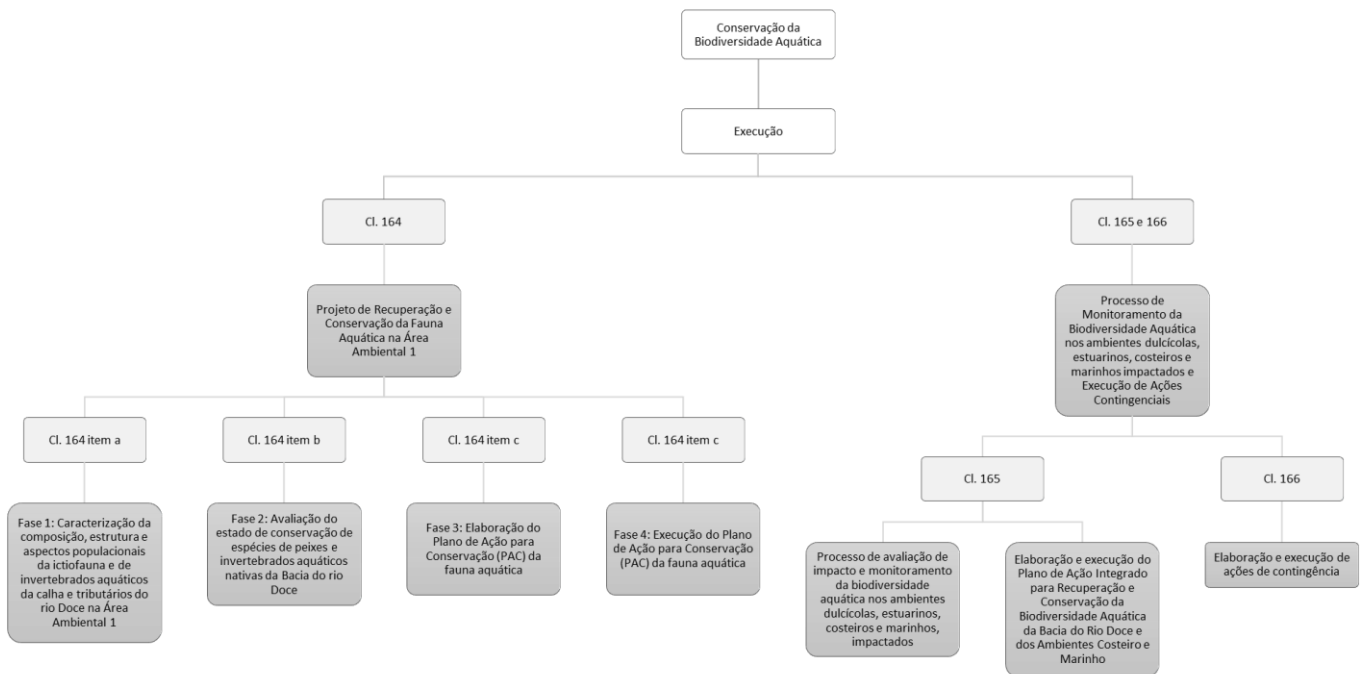 Conservação da
Biodiversidade Aquática
Execução
Cl. 164
Cl. 165 e 166
Projeto de Recuperação e
Conservação da Fauna
Aquática na Área
Ambiental 1
Processo de
Monitoramento da
Biodiversidade Aquática
nos ambientes dulcícolas,
estuarinos, costeiros e
marinhos impactados e
Execução de Ações
Contingenciais
Cl. 164 item a
Cl. 164 item b
Cl. 164 item c
Cl. 164 item c
Cl. 165
Cl. 166
Fase 1: Caracterização da
composição, estrutura e
aspectos populacionais
da ictiofauna e de
invertebrados aquáticos
da calha e tributários do
rio Doce na Área
Ambiental 1
Fase 2: Avaliação do
estado de conservação de
espécies de peixes e
invertebrados aquáticos
nativas da Bacia do rio
Doce
Fase 3: Elaboração do
Plano de Ação para
Conservação (PAC) da
fauna aquática
Fase 4: Execução do Plano
de Ação para Conservação
(PAC) da fauna aquática
Processo de avaliação de
impacto e monitoramento
da biodiversidade
aquática nos ambientes
dulcícolas, estuarinos,
costeiros e marinhos,
impactados
Elaboração e execução do
Plano de Ação Integrado
para Recuperação e
Conservação da
Biodiversidade Aquática
da Bacia do Rio Doce e
dos Ambientes Costeiro e
Marinho
Elaboração e execução de
ações de contingência